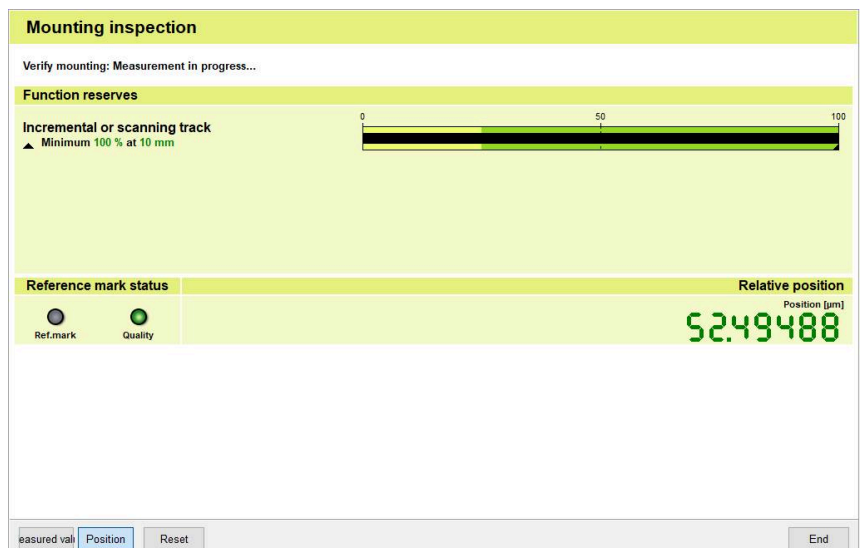 Mounting inspection
Verify mounting: Measurement in progress...
Function reserves
0 50 100
Incremental or scanning track
Minimum 100 % at 10 mm
Reference mark status
Relative position
Position [µm]
52.49488
Ref.mark Quality
easured val Position Reset End